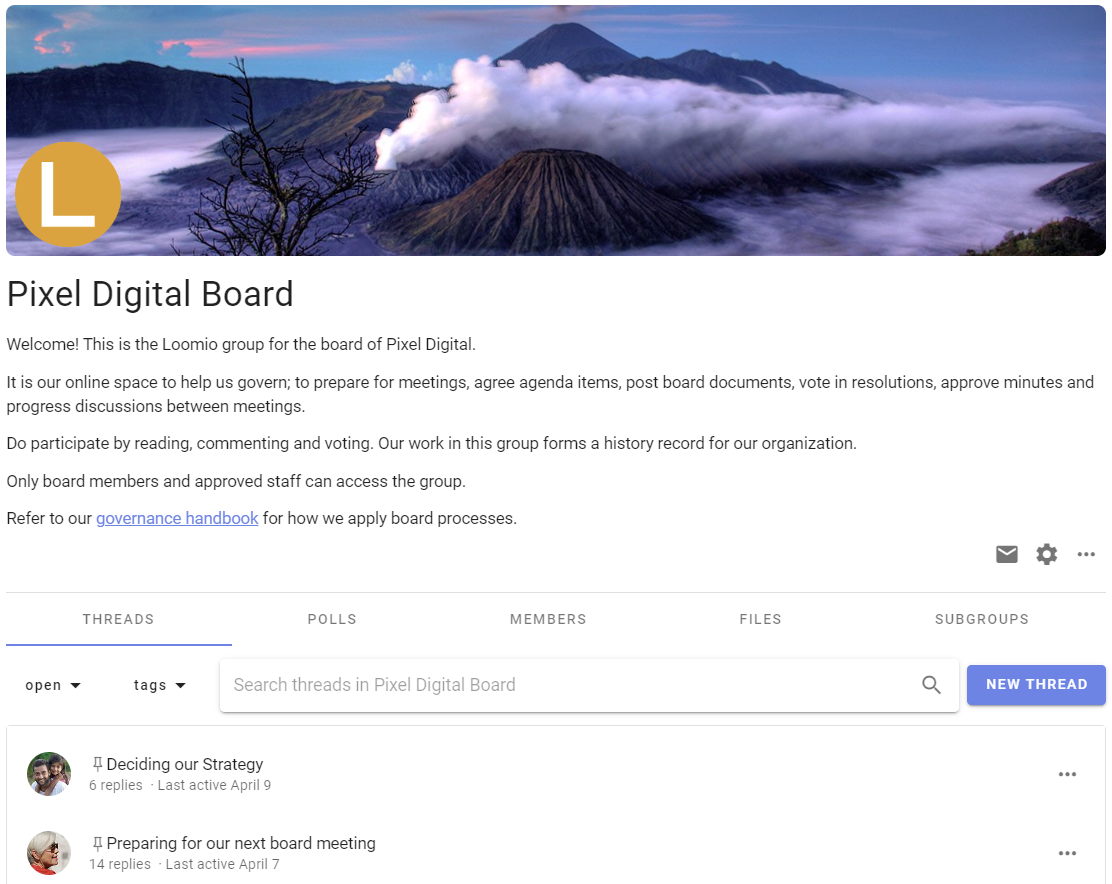 L
Pixel Digital Board
Welcome! This is the Loomio group for the board of Pixel Digital.
It is our online space to help us govern; to prepare for meetings, agree agenda items, post board documents, vote in resolutions, approve minutes and
progress discussions between meetings.
Do participate by reading, commenting and voting. Our work in this group forms a history record for our organization.
Only board members and approved staff can access the group.
Refer to our governance handbook for how we apply board processes.
THREADS POLLS MEMBERS FILES SUBGROUPS
open tags Search threads in Pixel Digital Board NEW THREAD
Deciding our Strategy
6 replies · Last active April 9
Preparing for our next board meeting
14 replies · Last active April 7